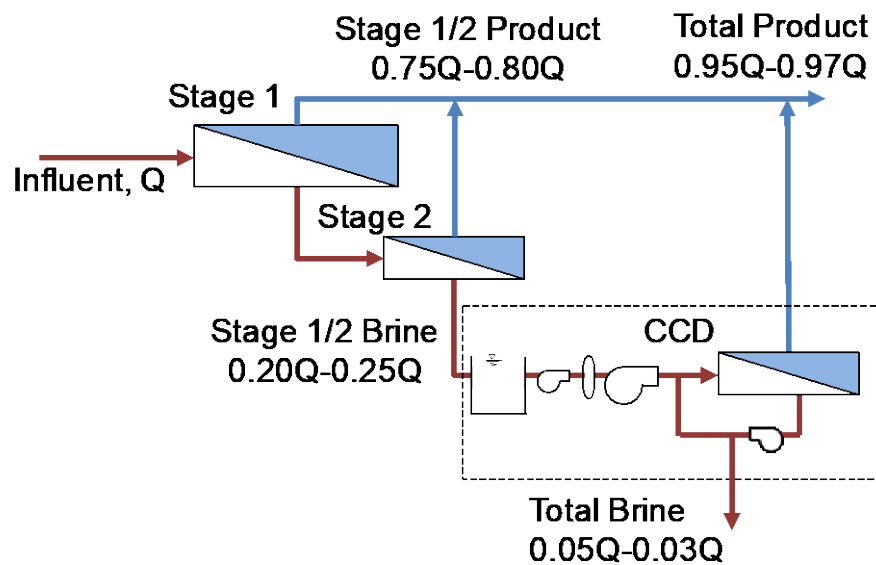 Stage 1/2 Product
0.75Q-0.80Q
Total Product
0.95Q-0.97Q
Stage 1
Influent, Q
Stage 2
Stage 1/2 Brine
0.20Q-0.25Q
CCD
Total Brine
0.05Q-0.03Q